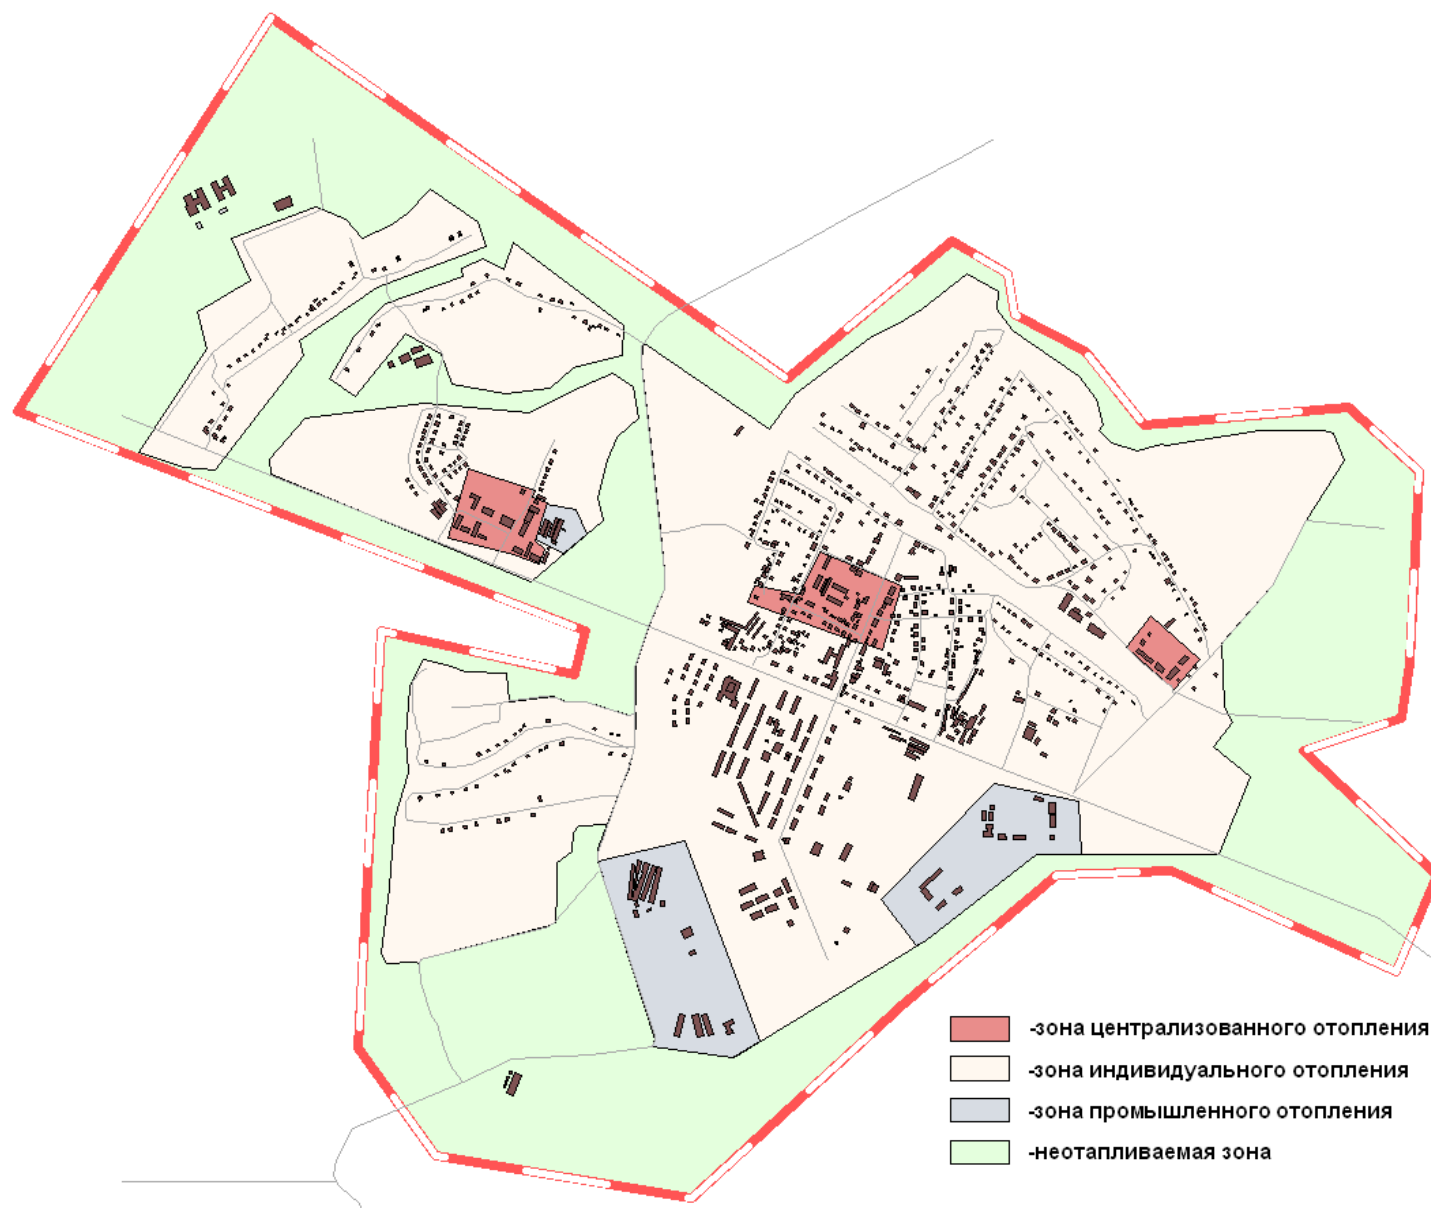 -зона централизованного отопления
-зона индивидуального отопления
-зона промышленного отопления
-неотапливаемая зона